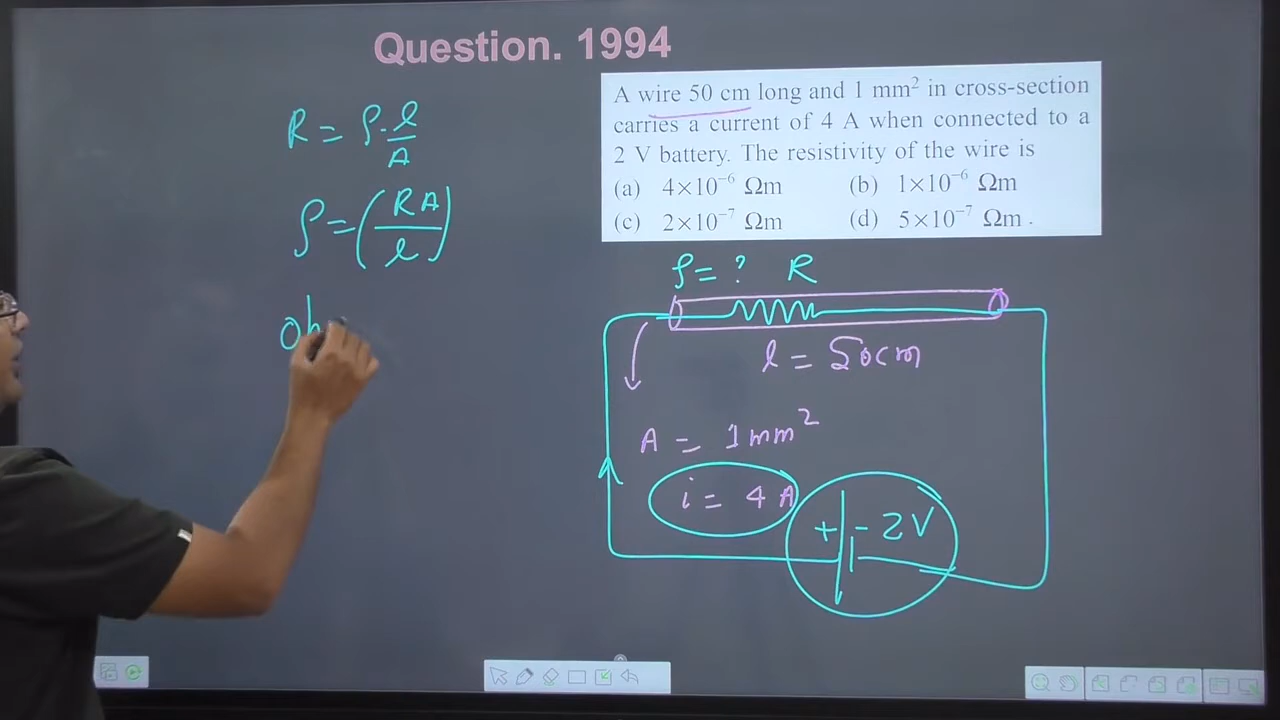 Question. 1994
R = ρ. l/A
ρ = (RA/l)
oh
A wire 50 cm long and 1 mm² in cross-section
carries a current of 4 A when connected to a
2 V battery. The resistivity of the wire is
(a) 4×10⁻⁶ Ωm (b) 1×10⁻⁶ Ωm
(c) 2×10⁻⁷ Ωm (d) 5×10⁻⁷ Ωm .
ρ = ? R
l = 50cm
A = 1mm²
i = 4A
+ - 2V